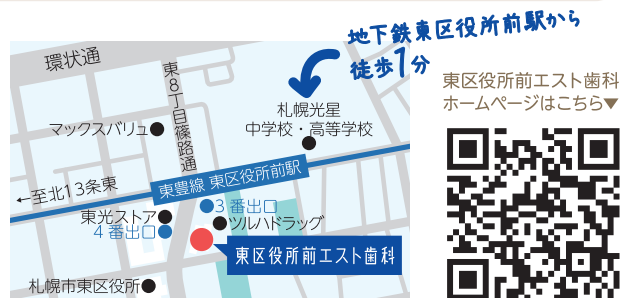 地下鉄東区役所前駅から
徒歩1分
環状通
東8丁目篠路通
札幌光星
中学校・高等学校
マックスバリュ
東豊線 東区役所前駅
←至北13条東
3番出口
東光ストア
ツルハドラッグ
4番出口
東区役所前エスト歯科
札幌市東区役所
東区役所前エスト歯科
ホームページはこちら▼